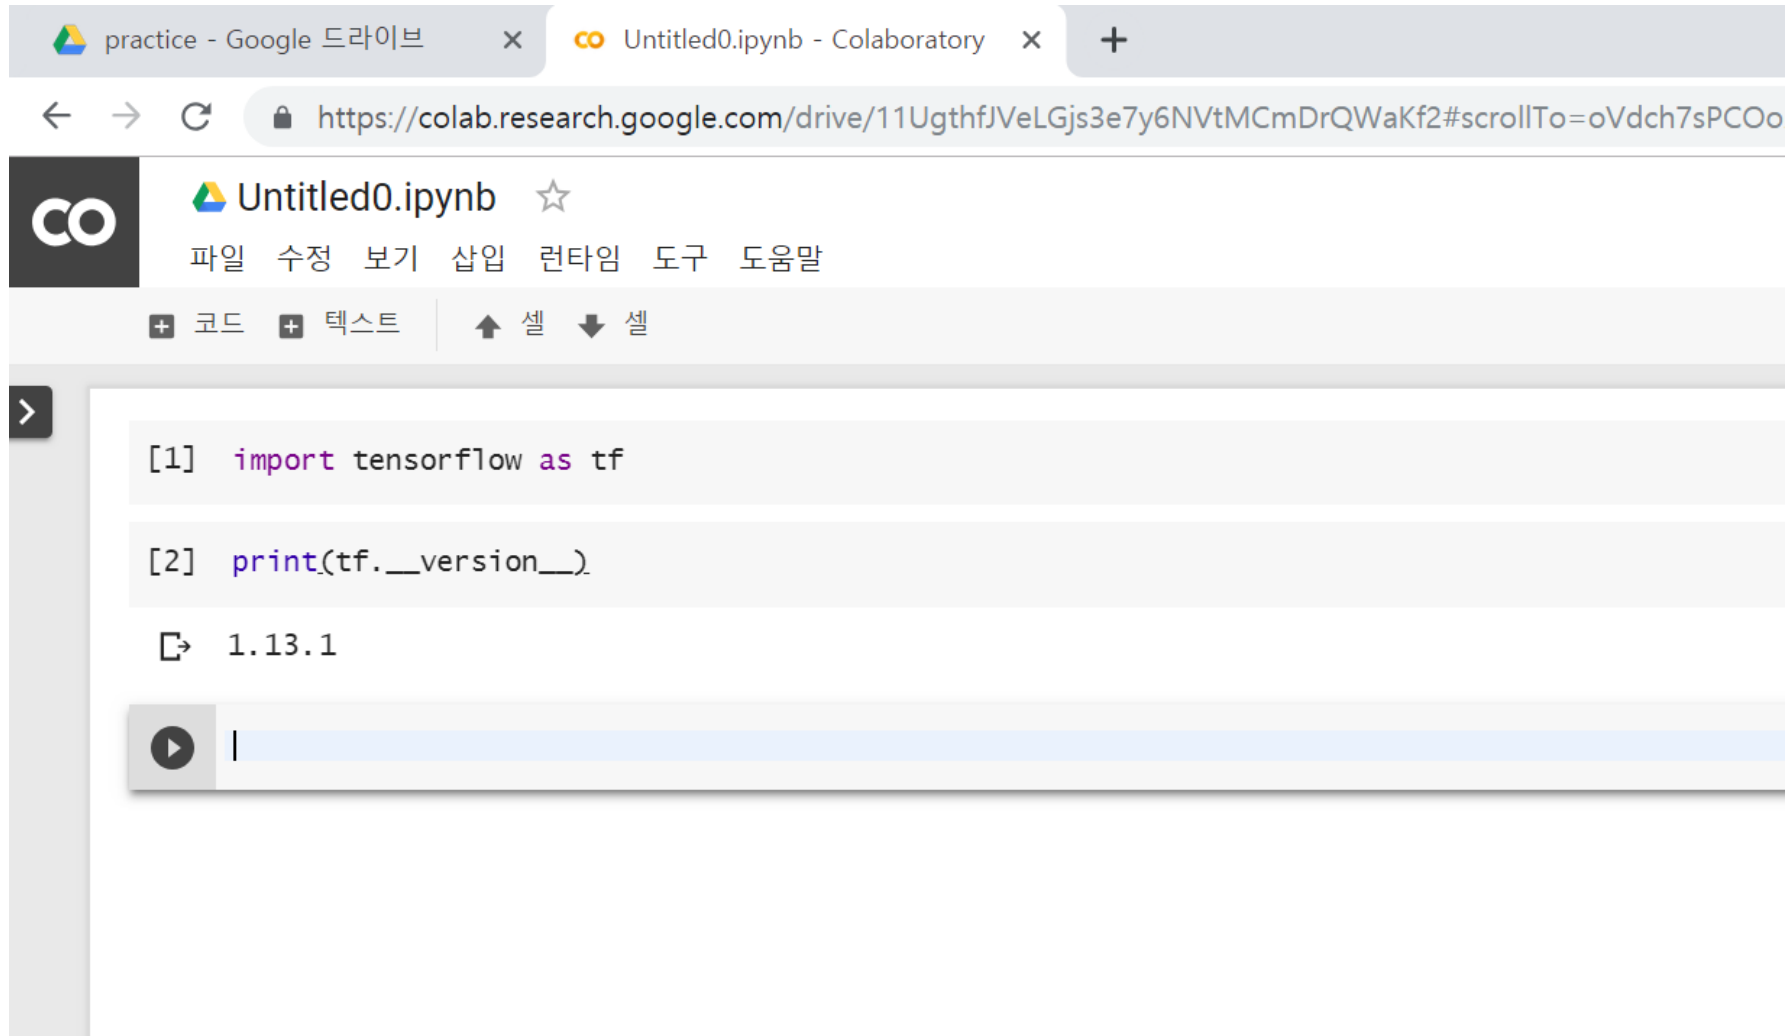 practice - Google 드라이브
Untitled0.ipynb - Colaboratory
https://colab.research.google.com/drive/11UgthfJVeLGjs3e7y6NVtMCmDrQWaKf2#scrollTo=oVdch7sPCOo
CO Untitled0.ipynb
파일 수정 보기 삽입 런타임 도구 도움말
코드 텍스트 셀 셀
[1] import tensorflow as tf
[2] print(tf.__version__)
1.13.1